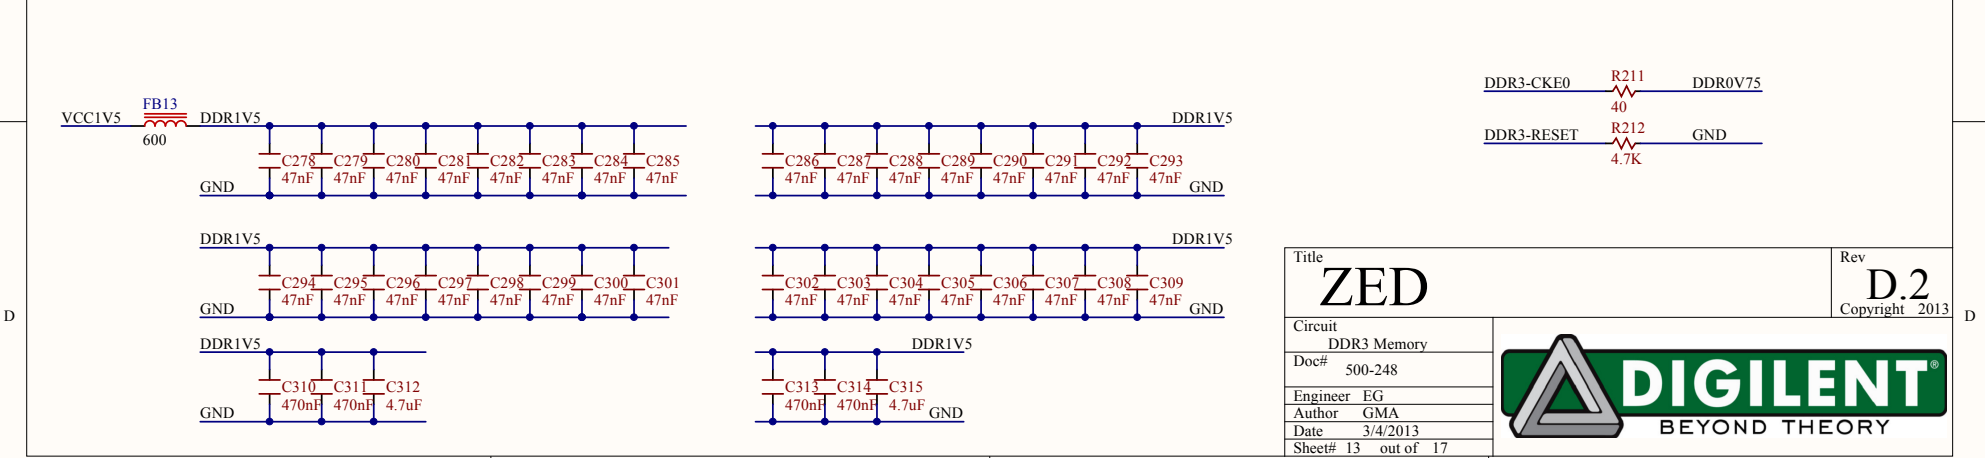 DDR3-CKE0 R211 DDR0V75
40
VCC1V5 FB13 DDR1V5
600
DDR1V5
DDR3-RESET R212 GND
4.7K
C278 C279 C280 C281 C282 C283 C284 C285
47nF 47nF 47nF 47nF 47nF 47nF 47nF 47nF
GND
C286 C287 C288 C289 C290 C291 C292 C293
47nF 47nF 47nF 47nF 47nF 47nF 47nF 47nF
GND
DDR1V5
C294 C295 C296 C297 C298 C299 C300 C301
47nF 47nF 47nF 47nF 47nF 47nF 47nF 47nF
GND
DDR1V5
C302 C303 C304 C305 C306 C307 C308 C309
47nF 47nF 47nF 47nF 47nF 47nF 47nF 47nF
GND
DDR1V5
C310 C311 C312
470nF 470nF 4.7uF
GND
DDR1V5
C313 C314 C315
470nF 470nF 4.7uF
GND
D
Title
ZED
Rev
D.2
Copyright 2013
D
Circuit
DDR3 Memory
Doc# 500-248
Engineer EG
Author GMA
Date 3/4/2013
Sheet# 13 out of 17
DIGILENT®
BEYOND THEORY